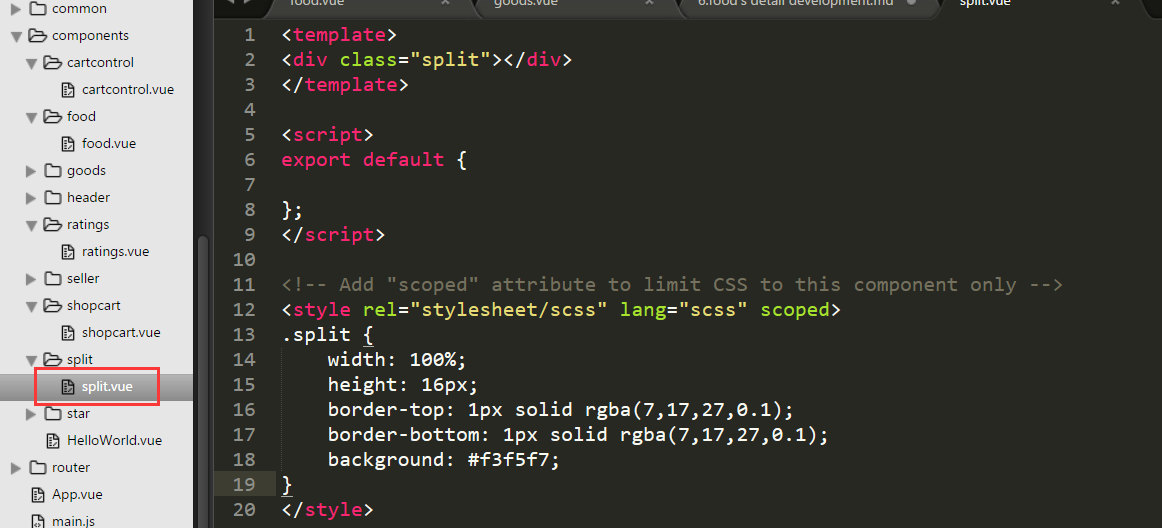 common
components
cartcontrol
cartcontrol.vue
food
food.vue
goods
header
ratings
ratings.vue
seller
shopcart
shopcart.vue
split
split.vue
star
HelloWorld.vue
router
App.vue
main.js
food.vue × goods.vue × 6.food's detail development.md split.vue ×
1 <template>
2 <div class="split"></div>
3 </template>
4
5 <script>
6 export default {
7
8 };
9 </script>
10
11 <!-- Add "scoped" attribute to limit CSS to this component only -->
12 <style rel="stylesheet/scss" lang="scss" scoped>
13 .split {
14 width: 100%;
15 height: 16px;
16 border-top: 1px solid rgba(7,17,27,0.1);
17 border-bottom: 1px solid rgba(7,17,27,0.1);
18 background: #f3f5f7;
19 }
20 </style>